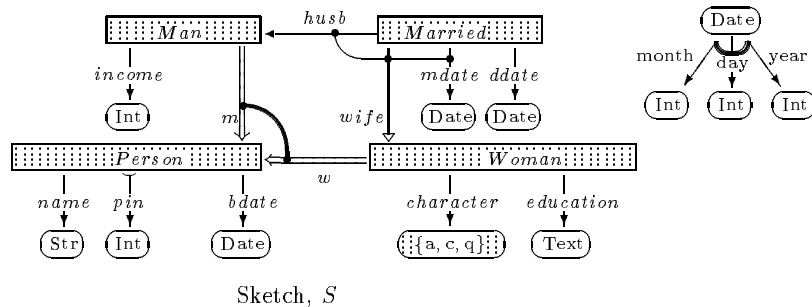 husb
Man
Married
Date
month
day
year
income
mdate
ddate
Int
m
wife
Date
Date
Int
Int
Int
Person
Woman
w
name
pin
bdate
character
education
Str
Int
Date
{a, c, q}
Text
Sketch, S